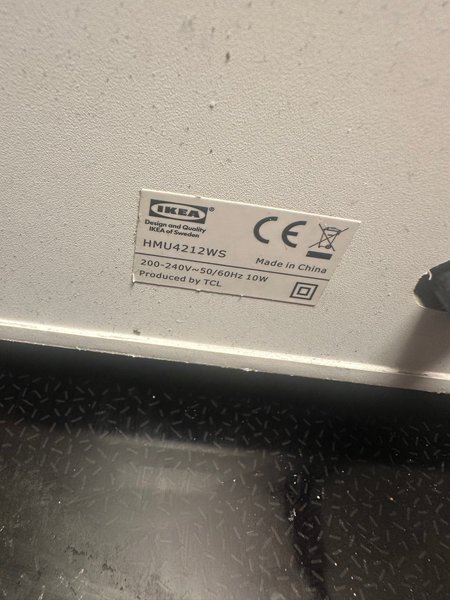 IKEA®
Design and Quality
IKEA of Sweden
HMU4212WS
CE
Made in China
200-240V~50/60Hz 10W
Produced by TCL